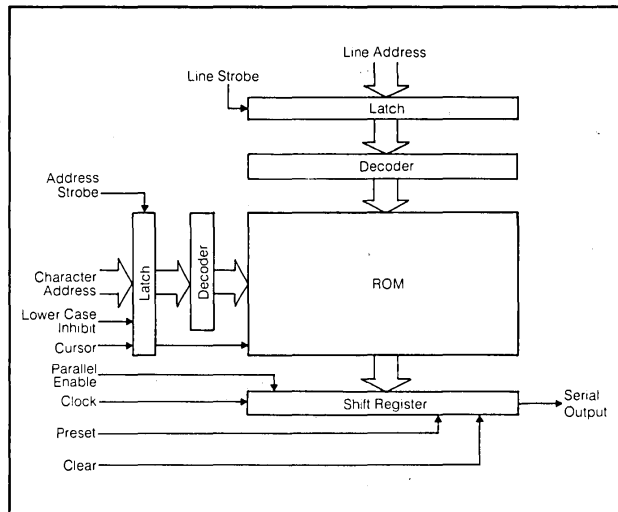 Line Address
Line Strobe
Latch
Decoder
Address
Strobe
Character
Address
Latch
Decoder
ROM
Lower Case
Inhibit
Cursor
Parallel
Enable
Clock
Shift Register
Serial
Output
Preset
Clear